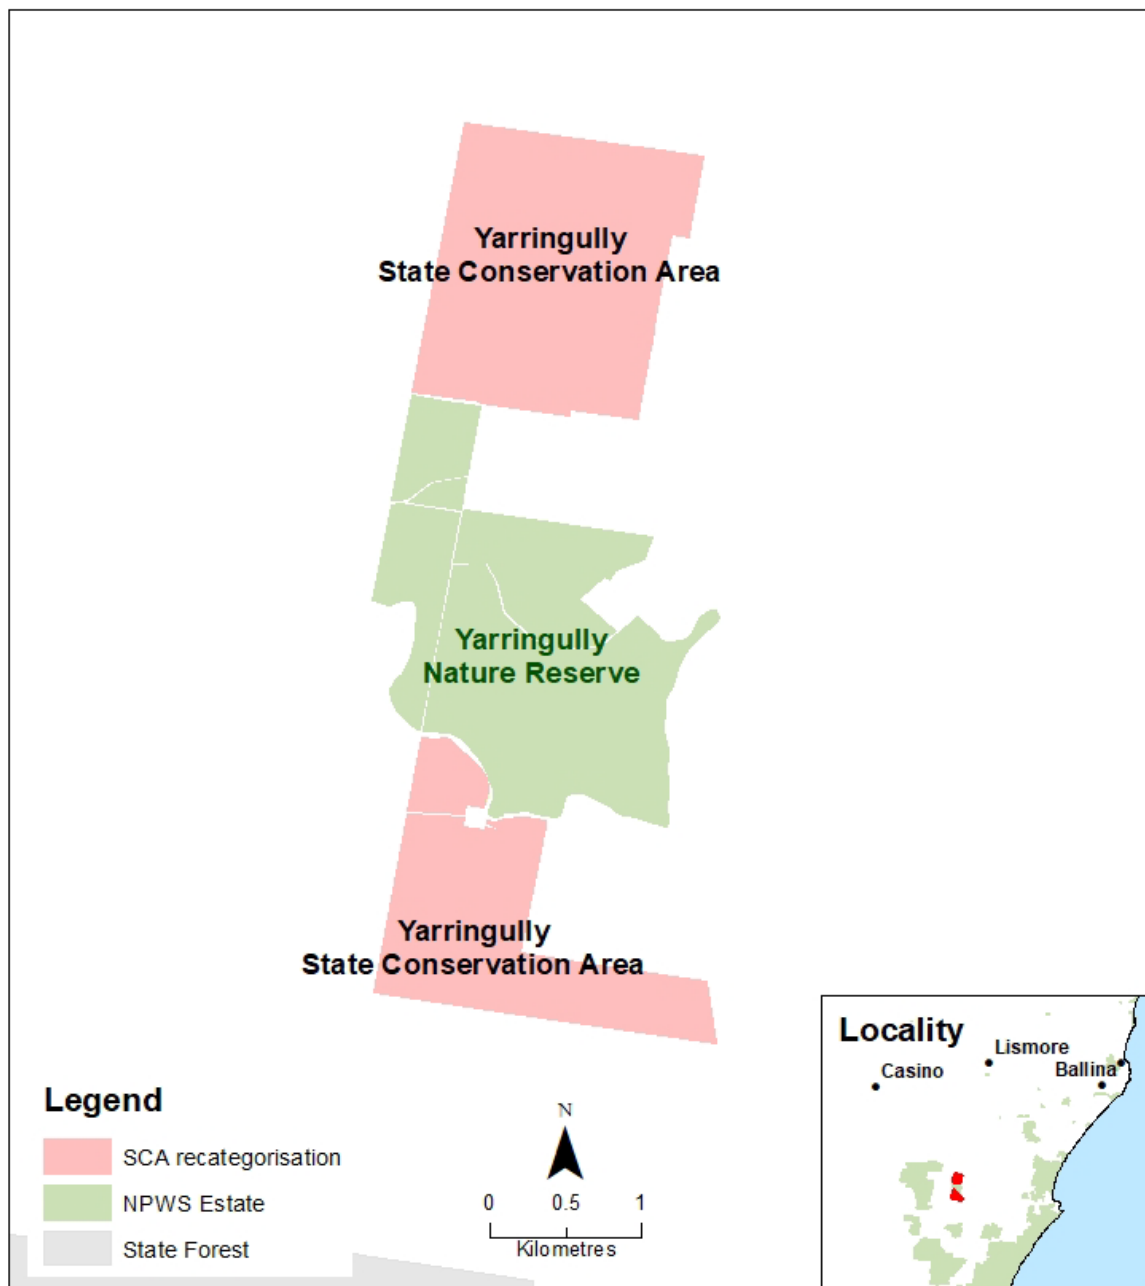 Yarringully
State Conservation Area
Yarringully
Nature Reserve
Yarringully
State Conservation Area
Legend
SCA recategorisation
NPWS Estate
State Forest
N
0 0.5 1
Kilometres
Locality
Lismore
Casino
Ballina